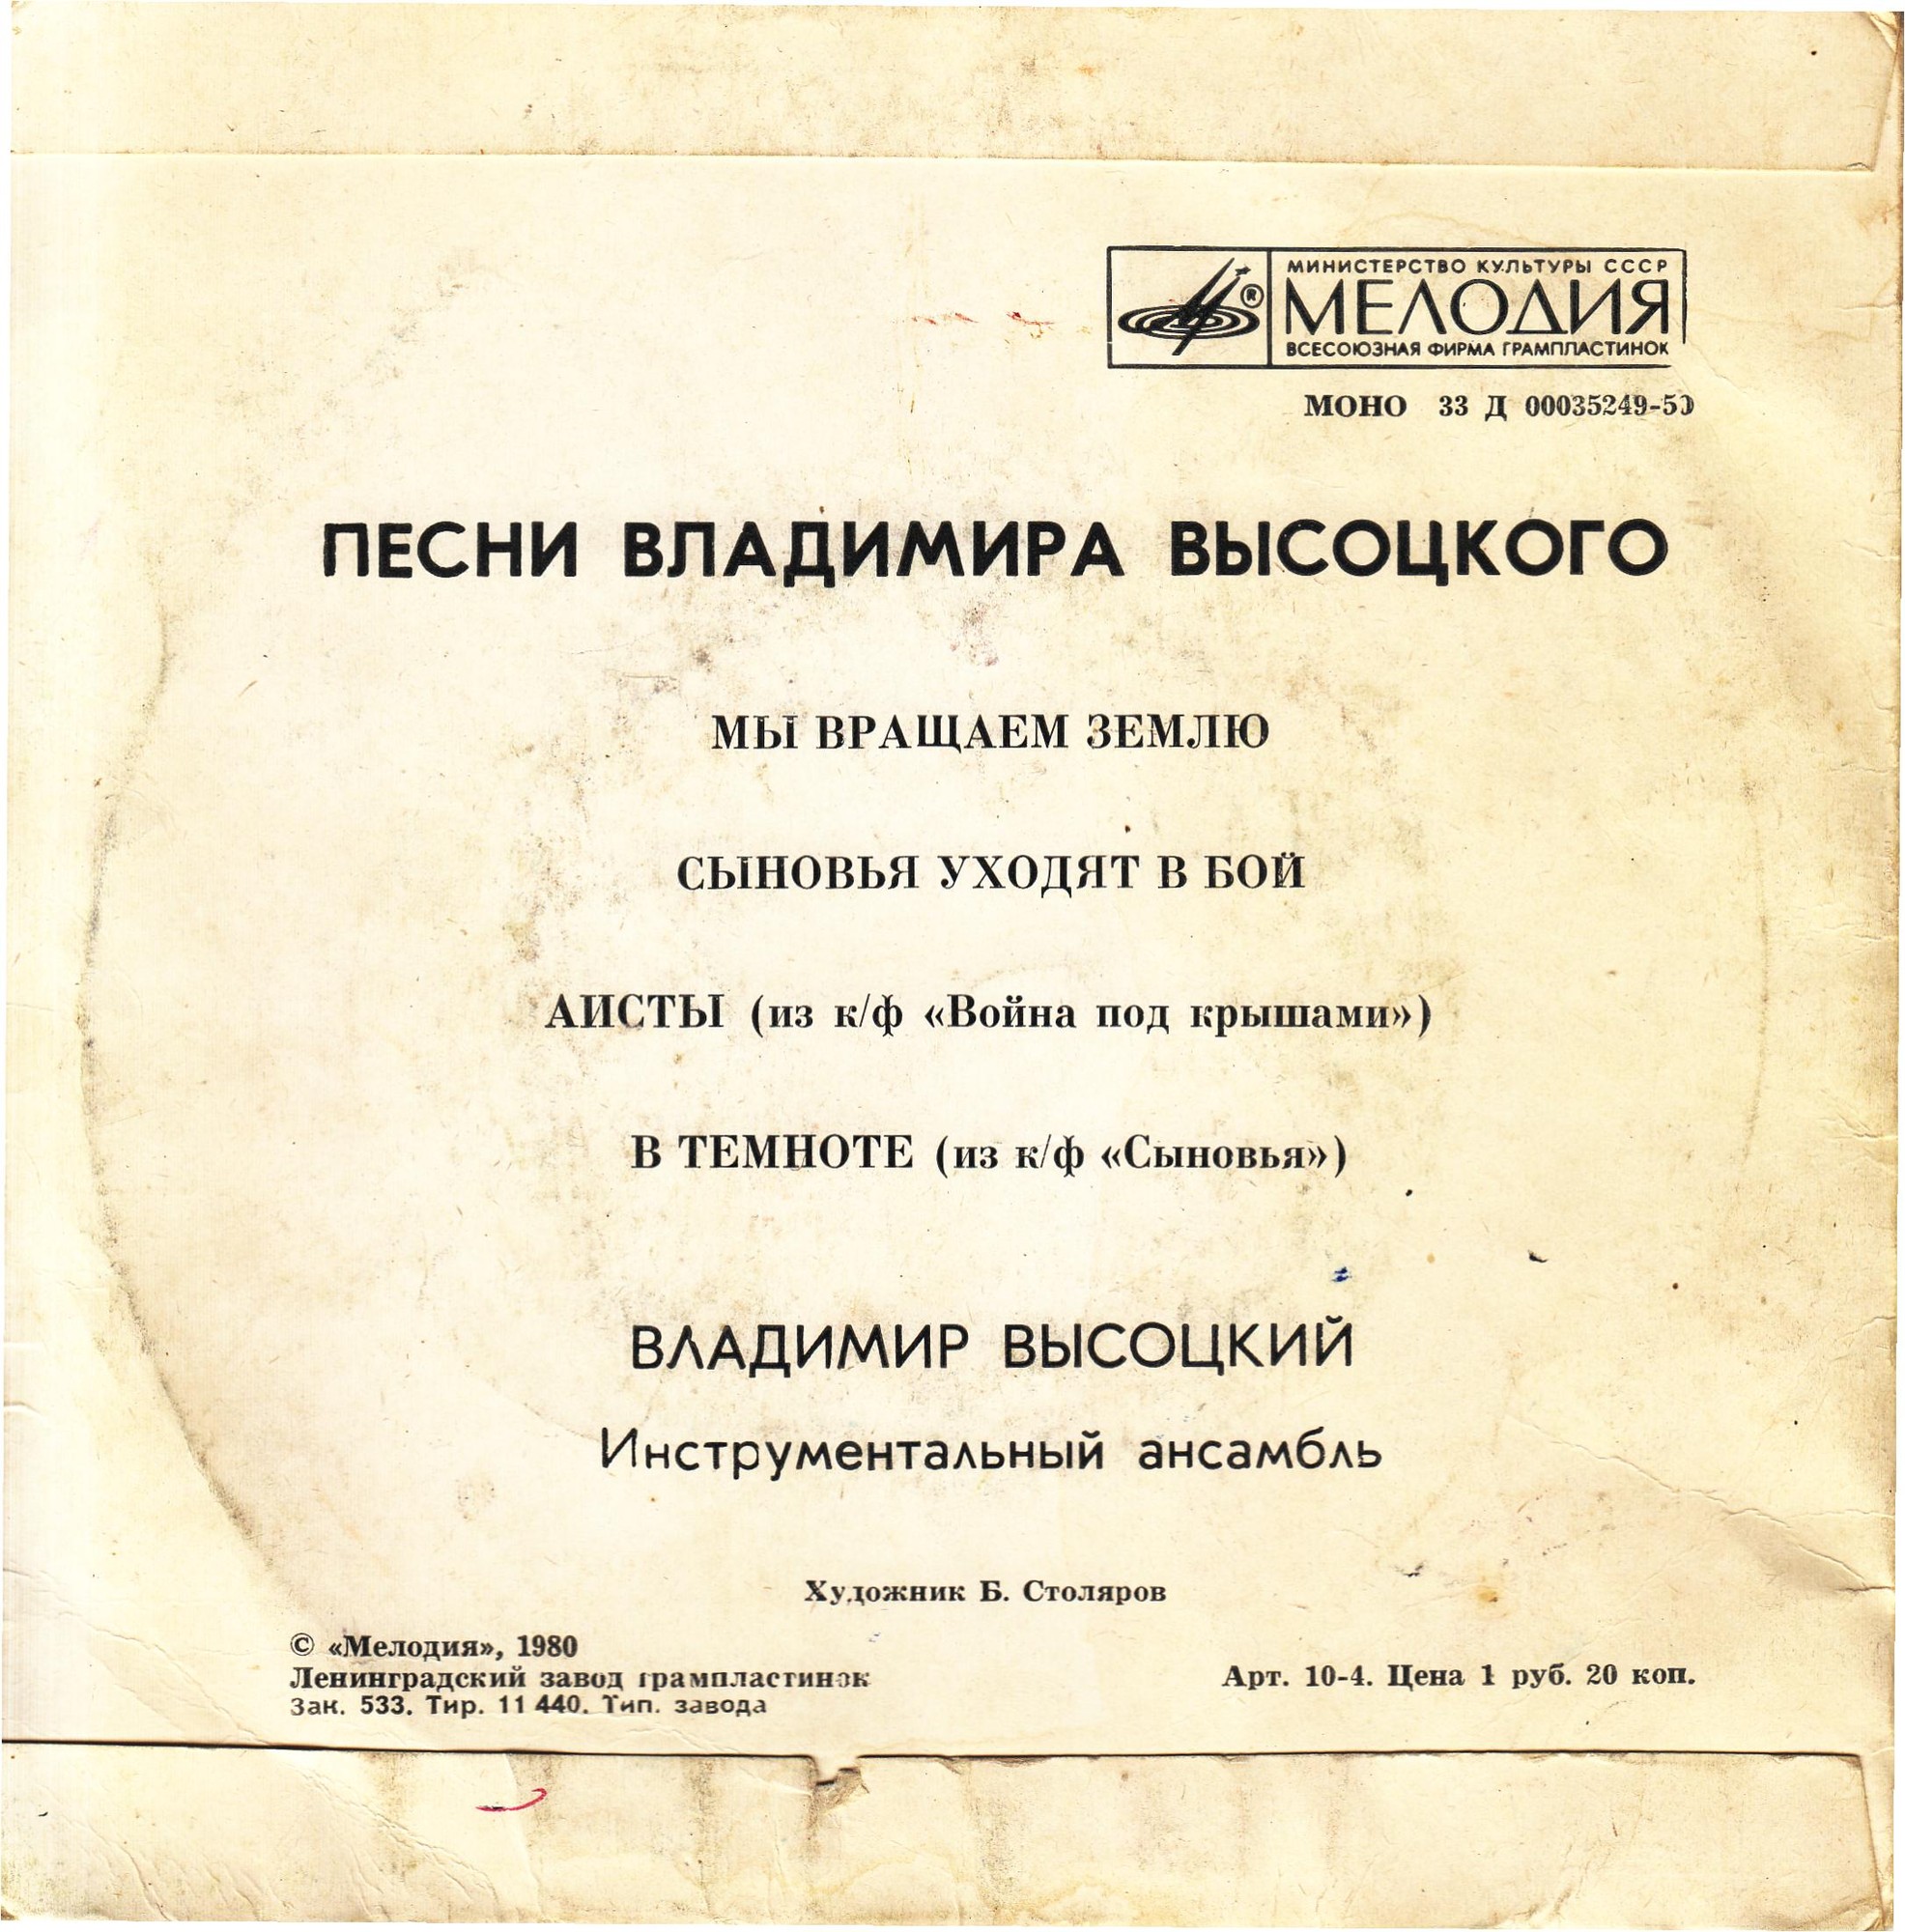 МИНИСТЕРСТВО КУЛЬТУРЫ СССР
МЕЛОДИЯ
ВСЕСОЮЗНАЯ ФИРМА ГРАМПЛАСТИНОК
МОНО 33 Д 00035249-50
ПЕСНИ ВЛАДИМИРА ВЫСОЦКОГО
МЫ ВРАЩАЕМ ЗЕМЛЮ
СЫНОВЬЯ УХОДЯТ В БОЙ
АИСТЫ (из к/ф «Война под крышами»)
В ТЕМНОТЕ (из к/ф «Сыновья»)
ВЛАДИМИР ВЫСОЦКИЙ
Инструментальный ансамбль
Художник Б. Столяров
© «Мелодия», 1980
Ленинградский завод грампластинок
Зак. 533. Тир. 11 440. Тип. завода
Арт. 10-4. Цена 1 руб. 20 коп.